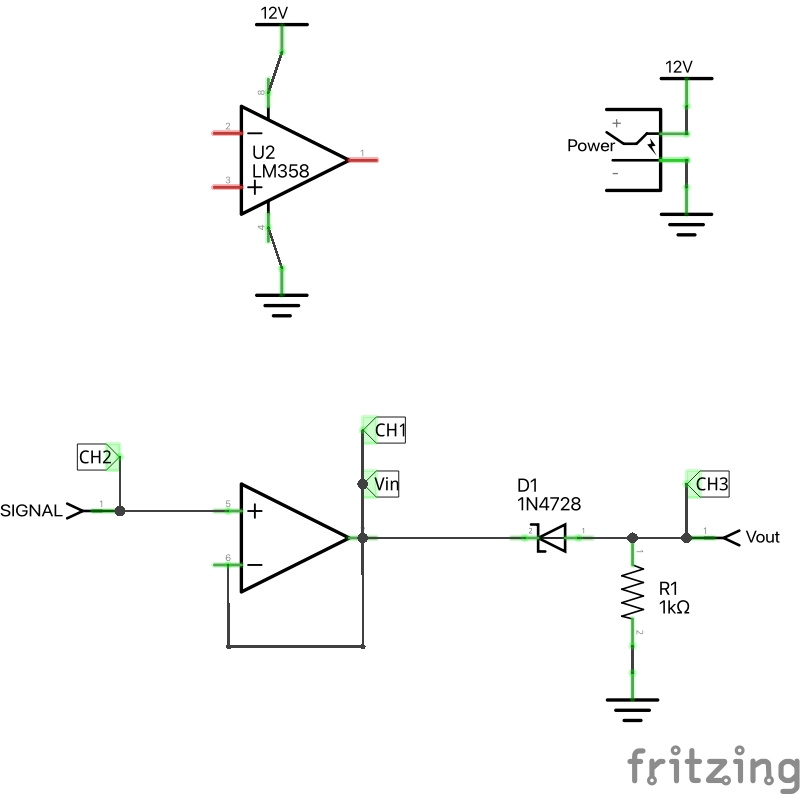 12V
8
2
1
U2
LM358
3
4
12V
+
Power
-
CH1
CH2
Vin
SIGNAL
1
5
6
D1
1N4728
2
1
CH3
1
Vout
1
R1
1kΩ
2
fritzing